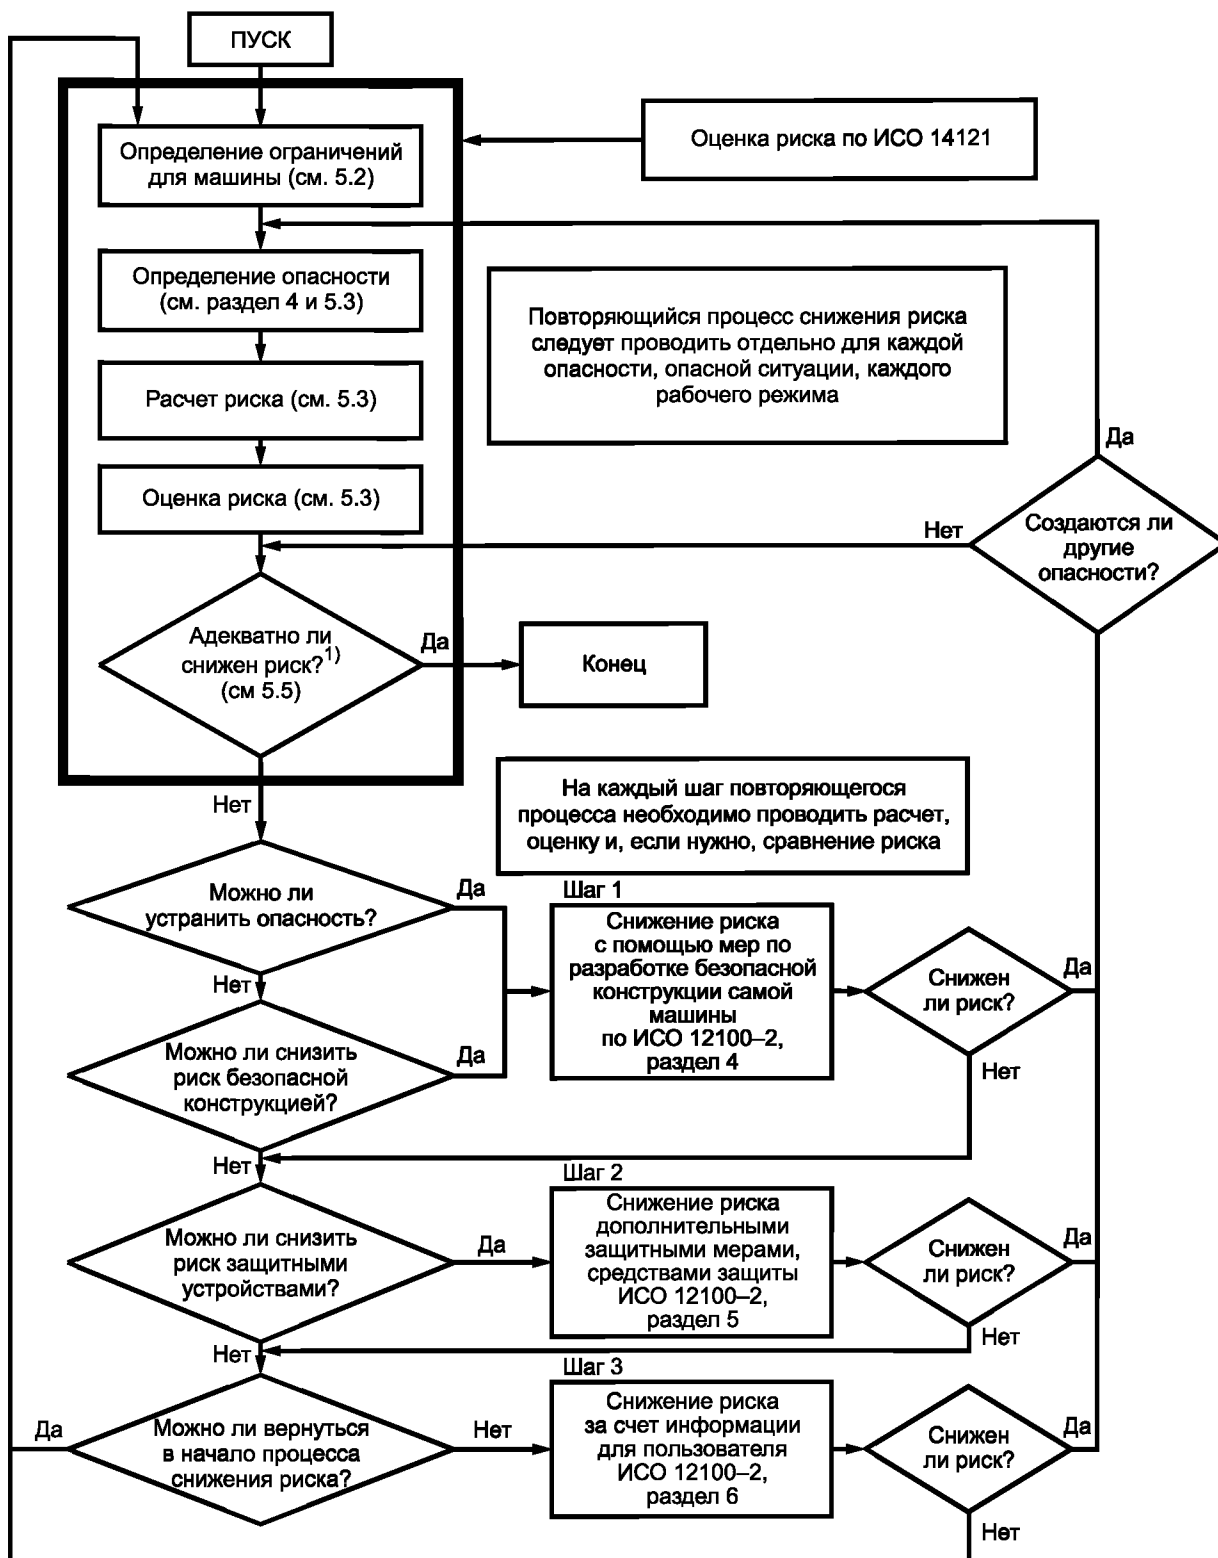 ПУСК
Определение ограничений
для машины (см. 5.2)
Оценка риска по ИСО 14121
Определение опасности
(см. раздел 4 и 5.3)
Повторяющийся процесс снижения риска
следует проводить отдельно для каждой
опасности, опасной ситуации, каждого
рабочего режима
Расчет риска (см. 5.3)
Да
Оценка риска (см. 5.3)
Нет
Создаются ли
другие
опасности?
Адекватно ли
снижен риск?1)
(см 5.5)
Да
Конец
Нет
На каждый шаг повторяющегося
процесса необходимо проводить расчет,
оценку и, если нужно, сравнение риска
Можно ли
устранить опасность?
Да
Шаг 1
Снижение риска
с помощью мер по
разработке безопасной
конструкции самой
машины
по ИСО 12100–2,
раздел 4
Снижен
ли риск?
Да
Нет
Нет
Можно ли снизить
риск безопасной
конструкцией?
Да
Нет
Шаг 2
Можно ли снизить
риск защитными
устройствами?
Да
Снижение риска
дополнительными
защитными мерами,
средствами защиты
ИСО 12100–2,
раздел 5
Снижен
ли риск?
Да
Нет
Нет
Шаг 3
Да
Можно ли вернуться
в начало процесса
снижения риска?
Нет
Снижение риска
за счет информации
для пользователя
ИСО 12100–2,
раздел 6
Снижен
ли риск?
Да
Нет